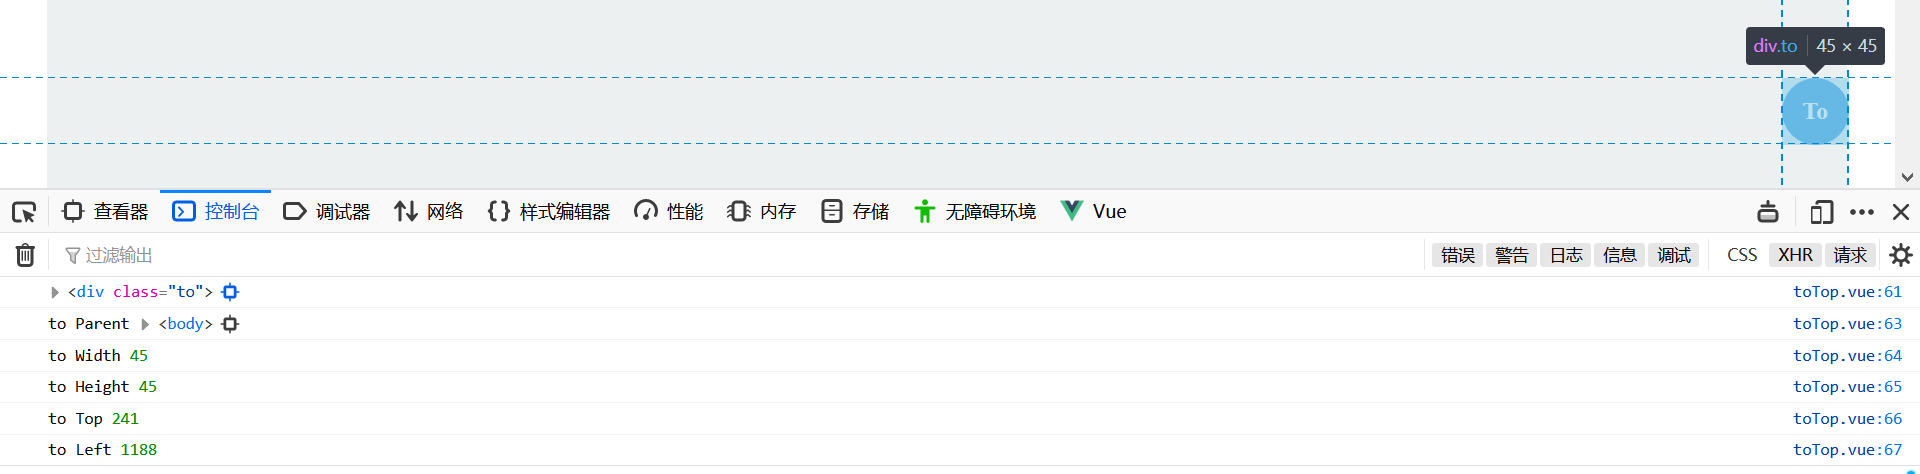 div.to 45 × 45
To
查看器 控制台 调试器 网络 样式编辑器 性能 内存 存储 无障碍环境 Vue
过滤输出 错误 警告 日志 信息 调试 CSS XHR 请求
<div class="to"> toTop.vue:61
to Parent <body> toTop.vue:63
to Width 45 toTop.vue:64
to Height 45 toTop.vue:65
to Top 241 toTop.vue:66
to Left 1188 toTop.vue:67